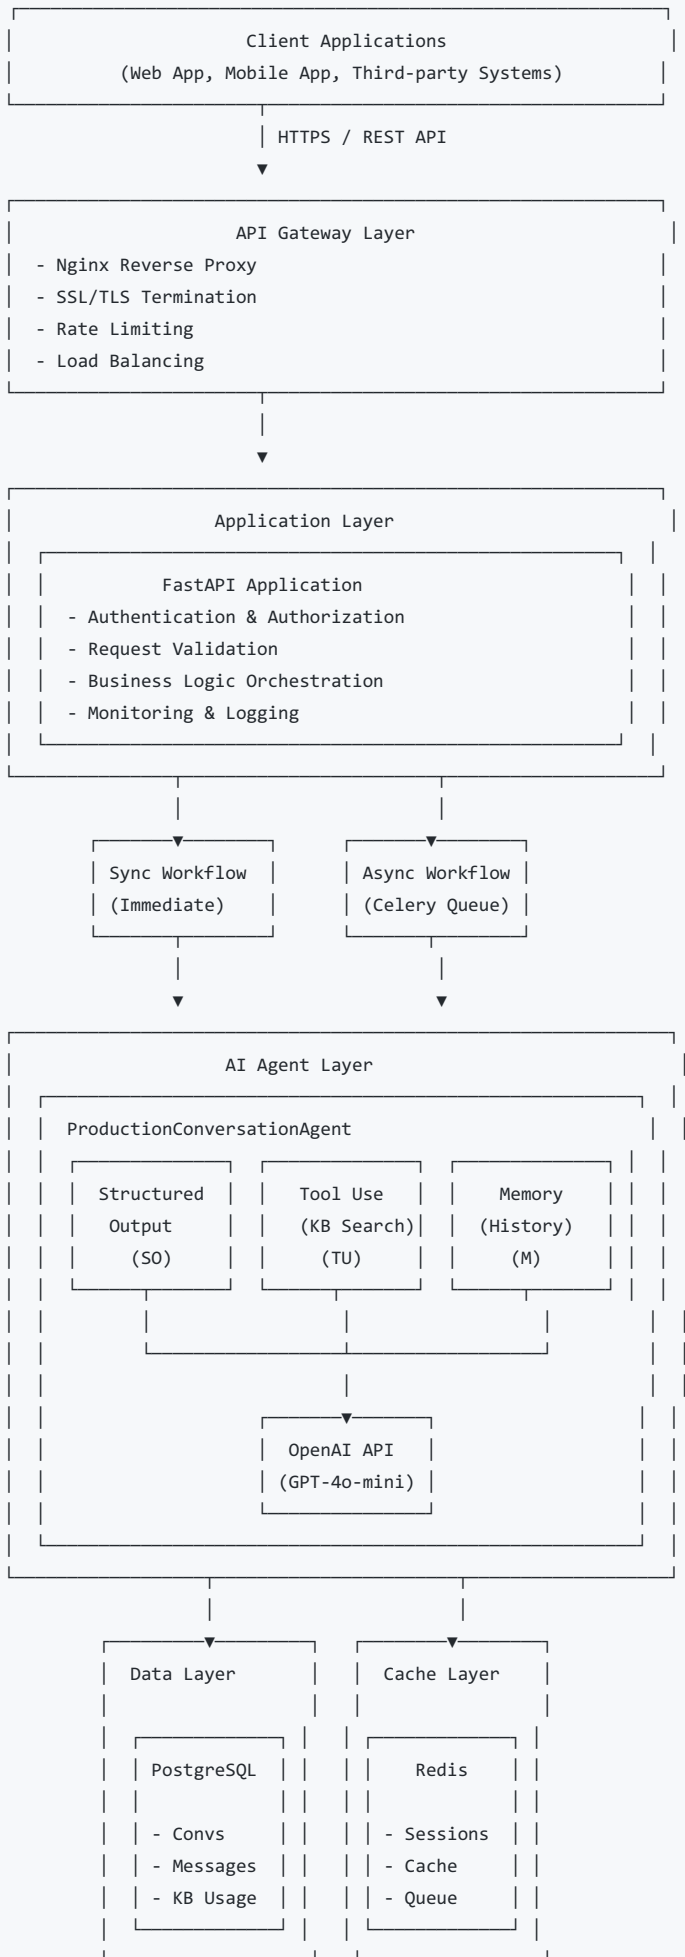 Client Applications
(Web App, Mobile App, Third-party Systems)
HTTPS / REST API
API Gateway Layer
- Nginx Reverse Proxy
- SSL/TLS Termination
- Rate Limiting
- Load Balancing
Application Layer
FastAPI Application
- Authentication & Authorization
- Request Validation
- Business Logic Orchestration
- Monitoring & Logging
Sync Workflow Async Workflow
(Immediate) (Celery Queue)
AI Agent Layer
ProductionConversationAgent
Structured Tool Use Memory
Output (KB Search) (History)
(SO) (TU) (M)
OpenAI API
(GPT-4o-mini)
Data Layer Cache Layer
PostgreSQL Redis
- Convs - Sessions
- Messages - Cache
- KB Usage - Queue